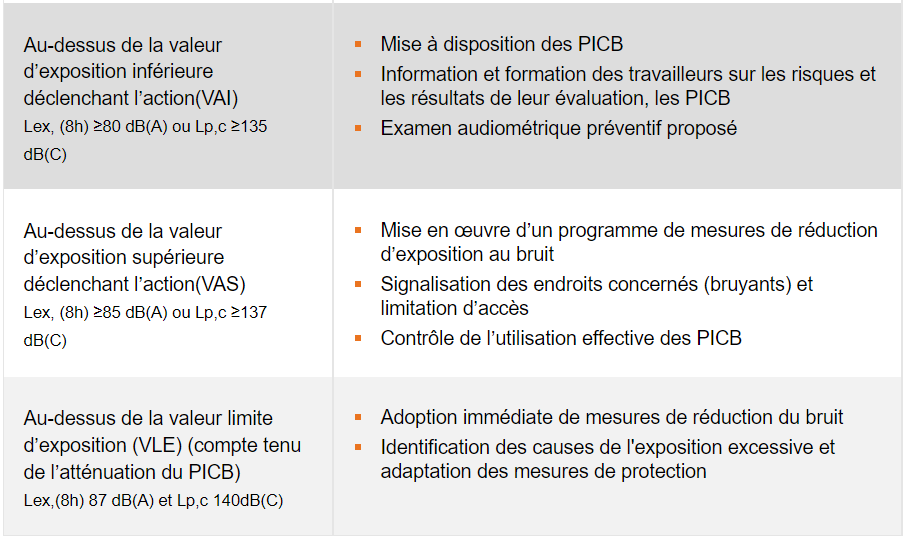 Au-dessus de la valeur
d'exposition inférieure
déclenchant l'action(VAI)
Lex, (8h) ≥80 dB(A) ou Lp,c ≥135
dB(C)
▪ Mise à disposition des PICB
▪ Information et formation des travailleurs sur les risques et
les résultats de leur évaluation, les PICB
▪ Examen audiométrique préventif proposé
Au-dessus de la valeur
d'exposition supérieure
déclenchant l'action(VAS)
Lex, (8h) ≥85 dB(A) ou Lp,c ≥137
dB(C)
▪ Mise en œuvre d'un programme de mesures de réduction
d'exposition au bruit
▪ Signalisation des endroits concernés (bruyants) et
limitation d'accès
▪ Contrôle de l'utilisation effective des PICB
Au-dessus de la valeur limite
d'exposition (VLE) (compte tenu
de l'atténuation du PICB)
Lex,(8h) 87 dB(A) et Lp,c 140dB(C)
▪ Adoption immédiate de mesures de réduction du bruit
▪ Identification des causes de l'exposition excessive et
adaptation des mesures de protection